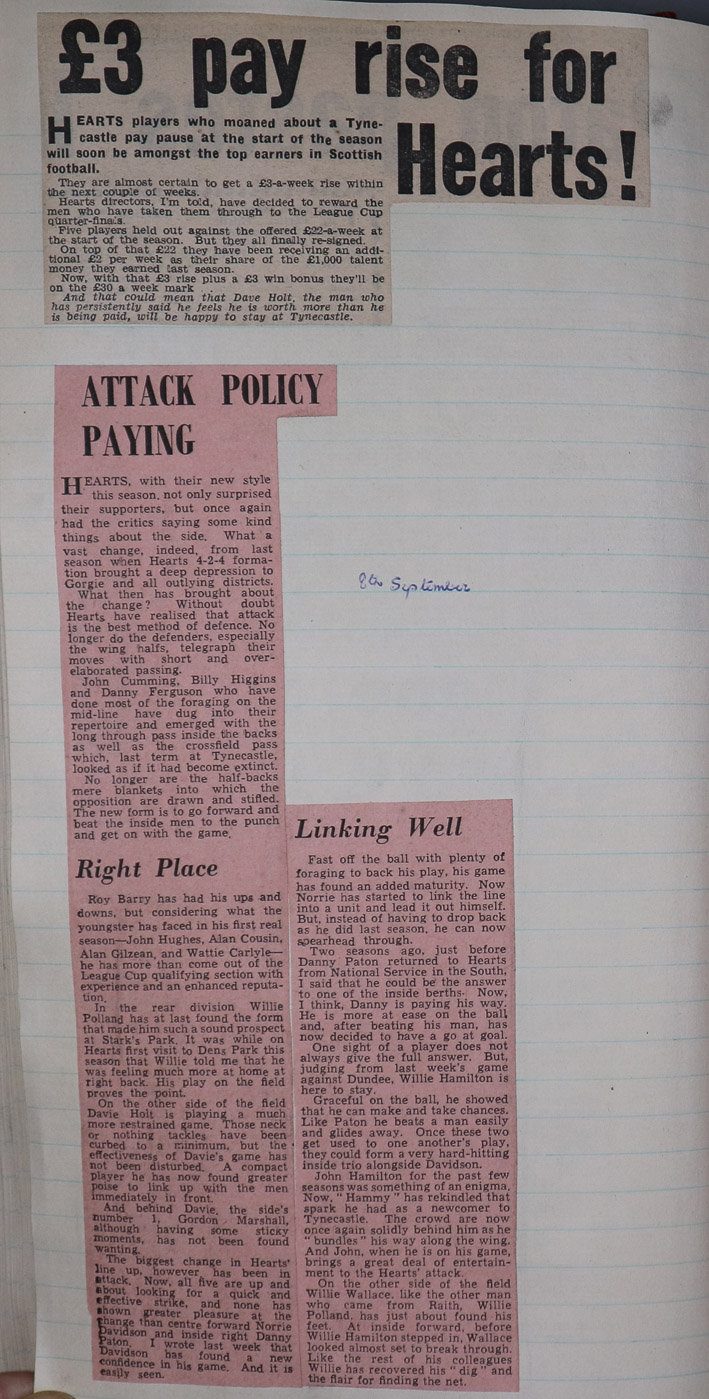 £3 pay rise for
Hearts!
HEARTS players who moaned about a Tyne-
castle pay pause at the start of the season
will soon be amongst the top earners in Scottish
football.
They are almost certain to get a £3-a-week rise within
the next couple of weeks.
Hearts directors, I'm told, have decided to reward the
men who have taken them through to the League Cup
quarter-finals.
Five players held out against the offered £22-a-week at
the start of the season. But they all finally re-signed.
On top of that £22 they have been receiving an addi-
tional £2 per week as their share of the £1,000 talent
money they earned last season.
Now, with that £3 rise plus a £3 win bonus they'll be
on the £30 a week mark
And that could mean that Dave Holt, the man who
has persistently said he feels he is worth more than he
is being paid, will be happy to stay at Tynecastle.
ATTACK POLICY
PAYING
HEARTS, with their new style
this season, not only surprised
their supporters, but once again
had the critics saying some kind
things about the side. What a
vast change, indeed, from last
season when Hearts 4-2-4 forma-
tion brought a deep depression to
Gorgie and all outlying districts.
What then has brought about
the change? Without doubt
Hearts have realised that attack
is the best method of defence. No
longer do the defenders, especially
the wing halfs, telegraph their
moves with short and over-
elaborated passing.
John Cumming, Billy Higgins
and Danny Ferguson who have
done most of the foraging on the
mid-line have dug into their
repertoire and emerged with the
long through pass inside the backs
as well as the crossfield pass
which, last term at Tynecastle,
looked as if it had become extinct.
No longer are the half-backs
mere blankets into which the
opposition are drawn and stifled.
The new form is to go forward and
beat the inside men to the punch
and get on with the game.
Right Place
Roy Barry has had his ups and
downs, but considering what the
youngster has faced in his first real
season—John Hughes, Alan Cousin,
Alan Gilzean, and Wattie Carlyle—
he has more than come out of the
League Cup qualifying section with
experience and an enhanced reputa-
tion.
In the rear division Willie
Polland has at last found the form
that made him such a sound prospect
at Stark's Park. It was while on
Hearts first visit to Dens Park this
season that Willie told me that he
was feeling much more at home at
right back. His play on the field
proves the point.
On the other side of the field
Davie Holt is playing a much
more restrained game. Those neck
or nothing tackles have been
curbed to a minimum, but the
effectiveness of Davie's game has
not been disturbed. A compact
player he has now found greater
poise to link up with the men
immediately in front.
And behind Davie, the side's
number 1, Gordon Marshall,
although having some sticky
moments, has not been found
wanting.
The biggest change in Hearts'
line up, however has been in
attack. Now, all five are up and
about looking for a quick and
effective strike, and none has
shown greater pleasure at the
change than centre forward Norrie
Davidson and inside right Danny
Paton. I wrote last week that
Davidson has found a new
confidence in his game. And it is
easily seen.
8th September
Linking Well
Fast off the ball with plenty of
foraging to back his play, his game
has found an added maturity. Now
Norrie has started to link the line
into a unit and lead it out himself.
But, instead of having to drop back
as he did last season, he can now
spearhead through.
Two seasons ago, just before
Danny Paton returned to Hearts
from National Service in the South,
I said that he could be the answer
to one of the inside berths. Now,
I think, Danny is paying his way.
He is more at ease on the ball
and, after beating his man, has
now decided to have a go at goal.
One sight of a player does not
always give the full answer. But,
judging from last week's game
against Dundee, Willie Hamilton is
here to stay.
Graceful on the ball, he showed
that he can make and take chances.
Like Paton he beats a man easily
and glides away. Once these two
get used to one another's play,
they could form a very hard-hitting
inside trio alongside Davidson.
John Hamilton for the past few
seasons was something of an enigma.
Now, "Hammy" has rekindled that
spark he had as a newcomer to
Tynecastle. The crowd are now
once again solidly behind him as he
"bundles" his way along the wing.
And John, when he is on his game,
brings a great deal of entertain-
ment to the Hearts' attack.
On the other side of the field
Willie Wallace, like the other man
who came from Raith, Willie
Polland, has just about found his
feet. At inside forward, before
Willie Hamilton stepped in, Wallace
looked almost set to break through.
Like the rest of his colleagues
Willie has recovered his "dig" and
the flair for finding the net.